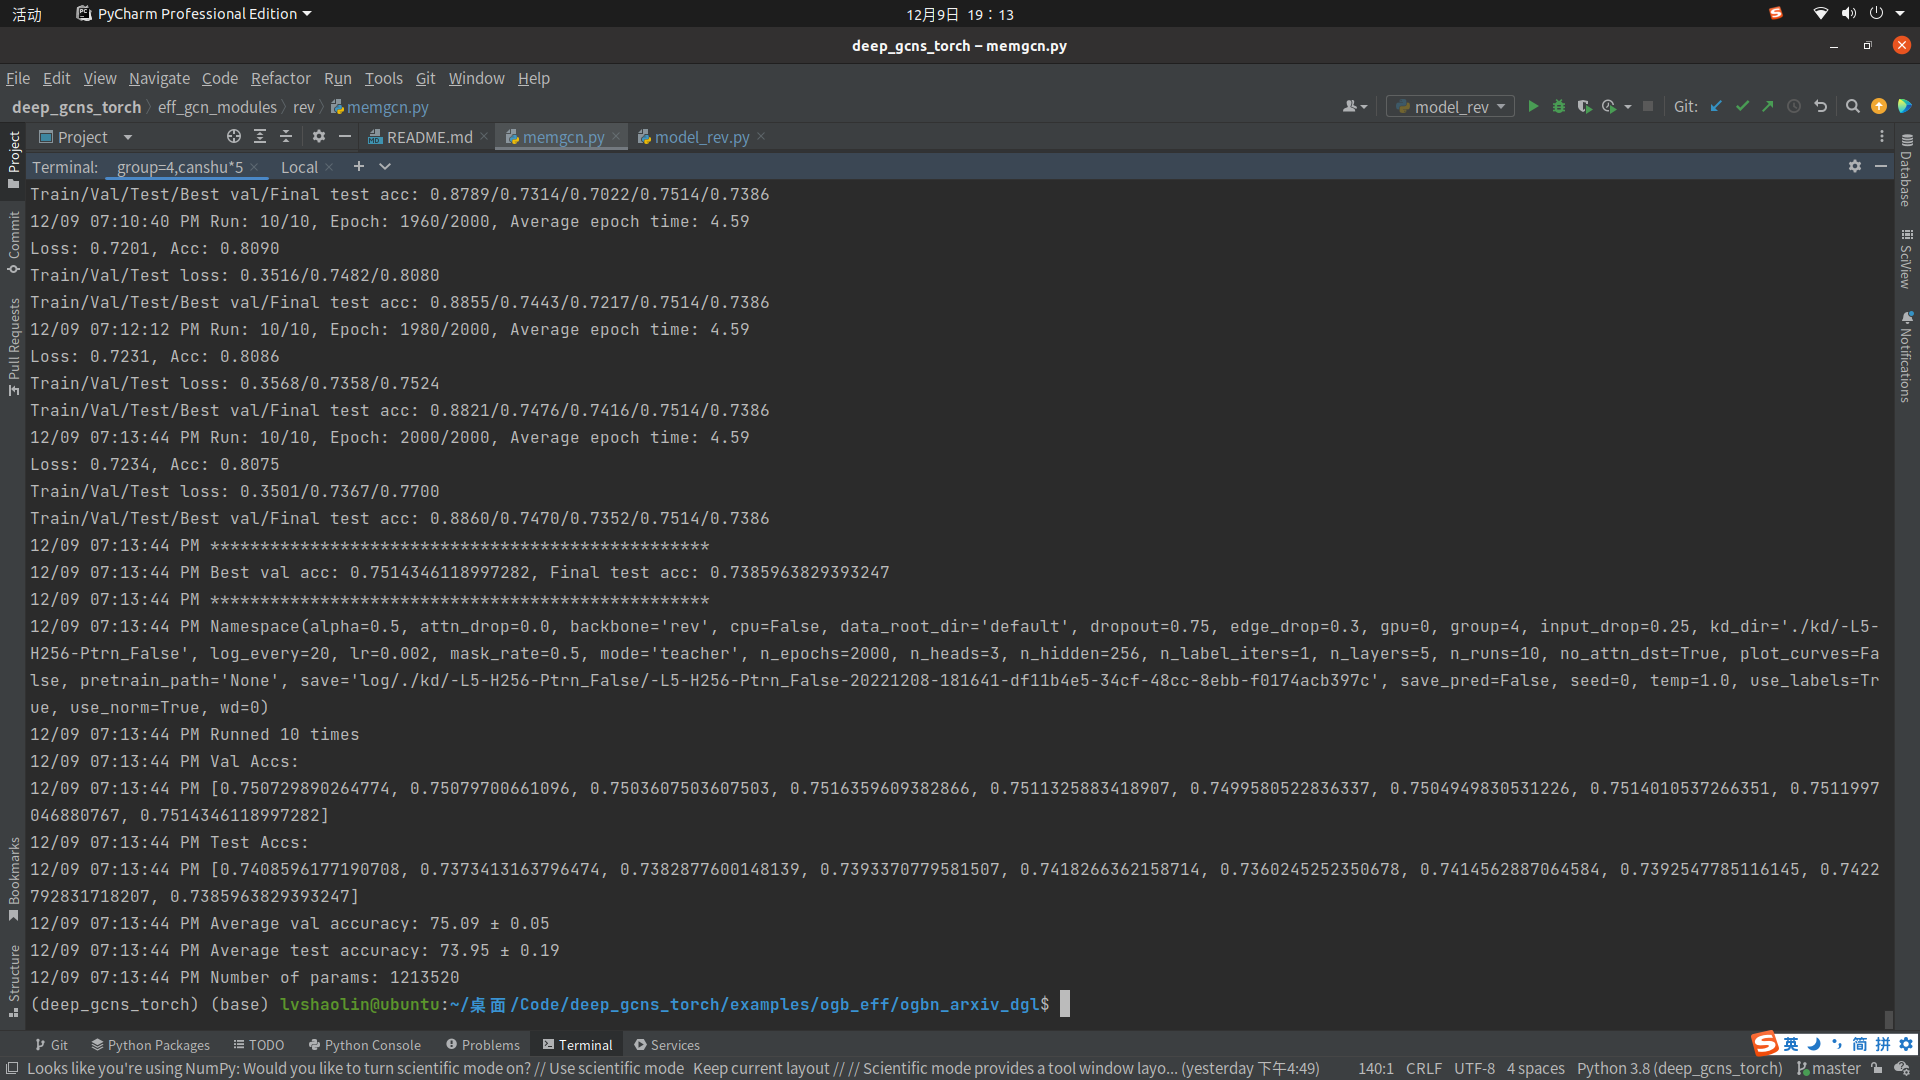 活动 PyCharm Professional Edition 12月9日 19：13
deep_gcns_torch – memgcn.py
File Edit View Navigate Code Refactor Run Tools Git Window Help
deep_gcns_torch eff_gcn_modules rev memgcn.py model_rev Git:
Project README.md memgcn.py model_rev.py
Terminal: group=4,canshu*5 Local
Train/Val/Test/Best val/Final test acc: 0.8789/0.7314/0.7022/0.7514/0.7386
12/09 07:10:40 PM Run: 10/10, Epoch: 1960/2000, Average epoch time: 4.59
Loss: 0.7201, Acc: 0.8090
Train/Val/Test loss: 0.3516/0.7482/0.8080
Train/Val/Test/Best val/Final test acc: 0.8855/0.7443/0.7217/0.7514/0.7386
12/09 07:12:12 PM Run: 10/10, Epoch: 1980/2000, Average epoch time: 4.59
Loss: 0.7231, Acc: 0.8086
Train/Val/Test loss: 0.3568/0.7358/0.7524
Train/Val/Test/Best val/Final test acc: 0.8821/0.7476/0.7416/0.7514/0.7386
12/09 07:13:44 PM Run: 10/10, Epoch: 2000/2000, Average epoch time: 4.59
Loss: 0.7234, Acc: 0.8075
Train/Val/Test loss: 0.3501/0.7367/0.7700
Train/Val/Test/Best val/Final test acc: 0.8860/0.7470/0.7352/0.7514/0.7386
12/09 07:13:44 PM **************************************************
12/09 07:13:44 PM Best val acc: 0.7514346118997282, Final test acc: 0.7385963829393247
12/09 07:13:44 PM **************************************************
12/09 07:13:44 PM Namespace(alpha=0.5, attn_drop=0.0, backbone='rev', cpu=False, data_root_dir='default', dropout=0.75, edge_drop=0.3, gpu=0, group=4, input_drop=0.25, kd_dir='./kd/-L5-
H256-Ptrn_False', log_every=20, lr=0.002, mask_rate=0.5, mode='teacher', n_epochs=2000, n_heads=3, n_hidden=256, n_label_iters=1, n_layers=5, n_runs=10, no_attn_dst=True, plot_curves=Fa
lse, pretrain_path='None', save='log/./kd/-L5-H256-Ptrn_False/-L5-H256-Ptrn_False-20221208-181641-df11b4e5-34cf-48cc-8ebb-f0174acb397c', save_pred=False, seed=0, temp=1.0, use_labels=Tr
ue, use_norm=True, wd=0)
12/09 07:13:44 PM Runned 10 times
12/09 07:13:44 PM Val Accs:
12/09 07:13:44 PM [0.750729890264774, 0.75079700661096, 0.7503607503607503, 0.7516359609382866, 0.7511325883418907, 0.7499580522836337, 0.7504949830531226, 0.7514010537266351, 0.7511997
046880767, 0.7514346118997282]
12/09 07:13:44 PM Test Accs:
12/09 07:13:44 PM [0.7408596177190708, 0.7373413163796474, 0.7382877600148139, 0.7393370779581507, 0.7418266362158714, 0.7360245252350678, 0.7414562887064584, 0.7392547785116145, 0.7422
792831718207, 0.7385963829393247]
12/09 07:13:44 PM Average val accuracy: 75.09 ± 0.05
12/09 07:13:44 PM Average test accuracy: 73.95 ± 0.19
12/09 07:13:44 PM Number of params: 1213520
(deep_gcns_torch) (base) lvshaolin@ubuntu:~/桌面/Code/deep_gcns_torch/examples/ogb_eff/ogbn_arxiv_dgl$
Project
Commit
Pull Requests
Bookmarks
Structure
Database
SciView
Notifications
Git Python Packages TODO Python Console Problems Terminal Services
英 简 拼
Looks like you're using NumPy: Would you like to turn scientific mode on? // Use scientific mode Keep current layout // // Scientific mode provides a tool window layo... (yesterday 下午4:49) 140:1 CRLF UTF-8 4 spaces Python 3.8 (deep_gcns_torch) master